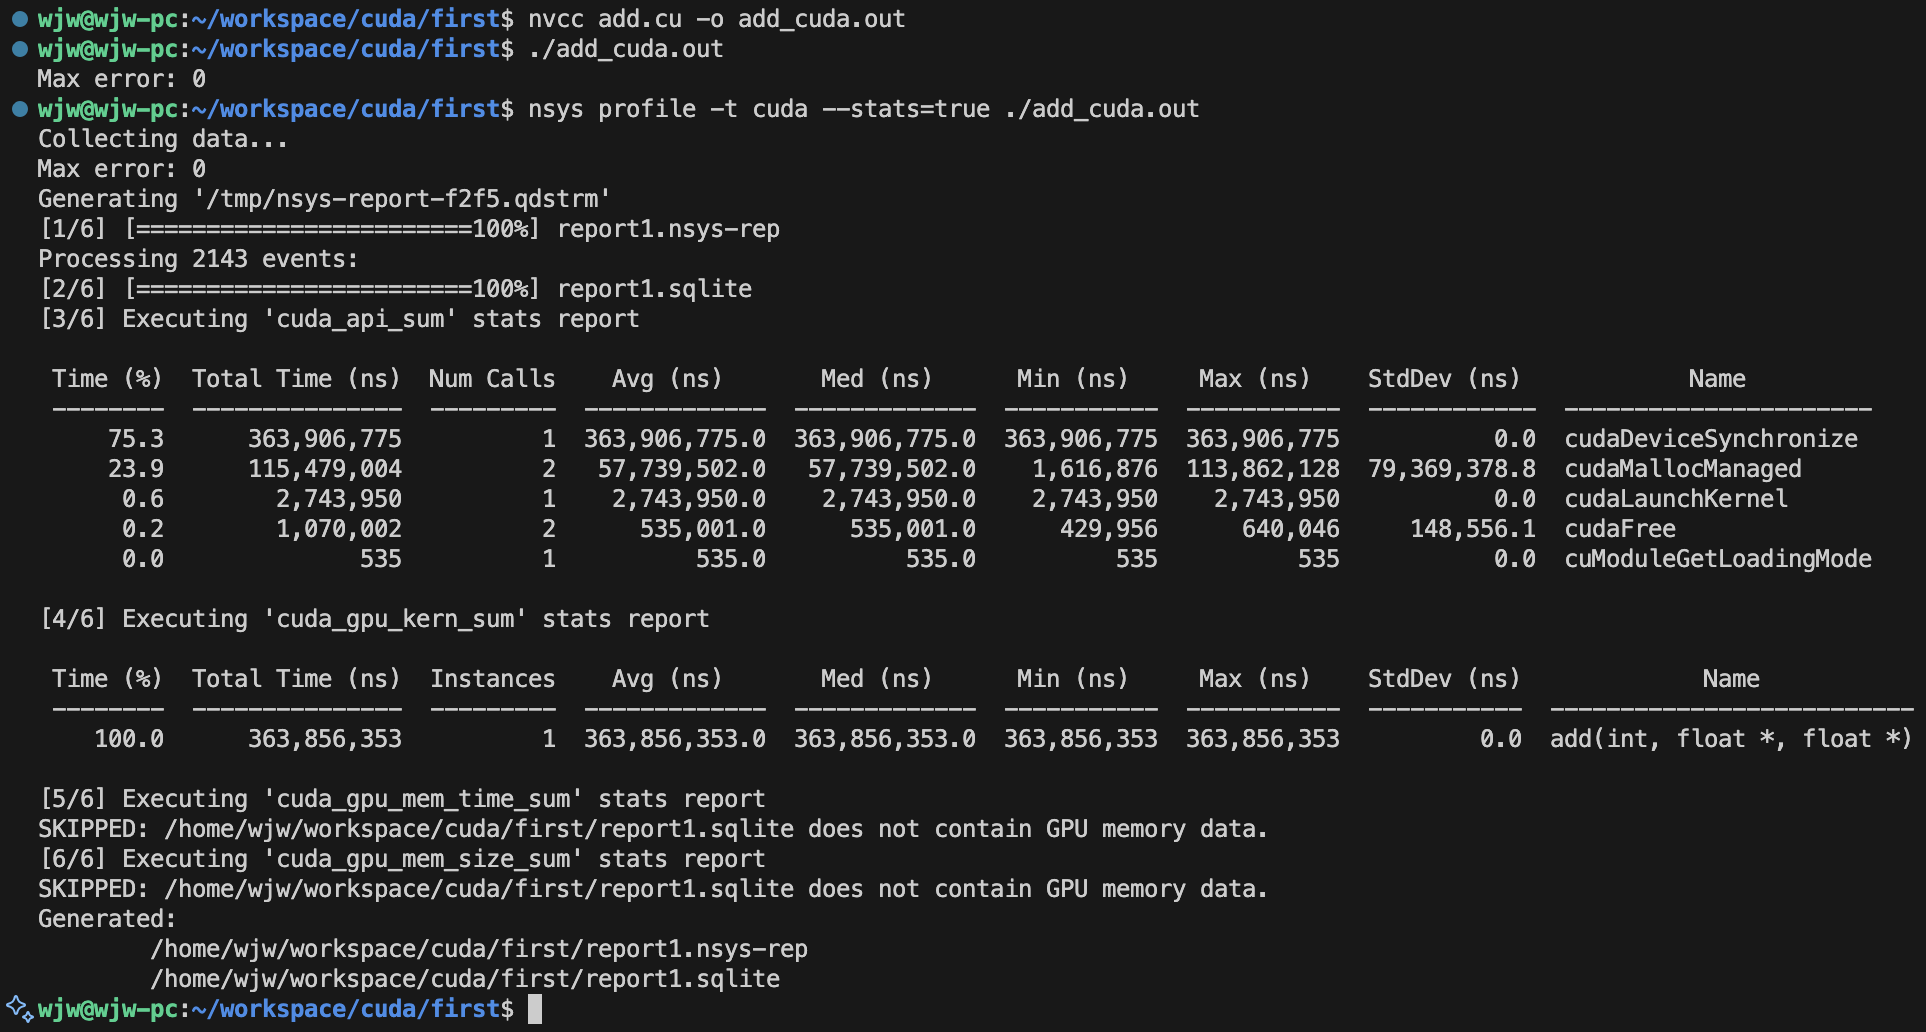 wjw@wjw-pc:~/workspace/cuda/first$ nvcc add.cu -o add_cuda.out
wjw@wjw-pc:~/workspace/cuda/first$ ./add_cuda.out
Max error: 0
wjw@wjw-pc:~/workspace/cuda/first$ nsys profile -t cuda --stats=true ./add_cuda.out
Collecting data...
Max error: 0
Generating '/tmp/nsys-report-f2f5.qdstrm'
[1/6] [========================100%] report1.nsys-rep
Processing 2143 events:
[2/6] [========================100%] report1.sqlite
[3/6] Executing 'cuda_api_sum' stats report
Time (%)  Total Time (ns)  Num Calls    Avg (ns)       Med (ns)      Min (ns)     Max (ns)    StdDev (ns)            Name
--------  ---------------  ---------  -------------  -------------  -----------  -----------  ------------  ----------------------
75.3      363,906,775          1  363,906,775.0  363,906,775.0  363,906,775  363,906,775           0.0  cudaDeviceSynchronize
23.9      115,479,004          2   57,739,502.0   57,739,502.0    1,616,876  113,862,128  79,369,378.8  cudaMallocManaged
0.6        2,743,950          1    2,743,950.0    2,743,950.0    2,743,950    2,743,950           0.0  cudaLaunchKernel
0.2        1,070,002          2      535,001.0      535,001.0      429,956      640,046     148,556.1  cudaFree
0.0              535          1          535.0          535.0          535          535           0.0  cuModuleGetLoadingMode
[4/6] Executing 'cuda_gpu_kern_sum' stats report
Time (%)  Total Time (ns)  Instances    Avg (ns)       Med (ns)      Min (ns)     Max (ns)    StdDev (ns)             Name
--------  ---------------  ---------  -------------  -------------  -----------  -----------  -----------  --------------------------
100.0      363,856,353          1  363,856,353.0  363,856,353.0  363,856,353  363,856,353          0.0  add(int, float *, float *)
[5/6] Executing 'cuda_gpu_mem_time_sum' stats report
SKIPPED: /home/wjw/workspace/cuda/first/report1.sqlite does not contain GPU memory data.
[6/6] Executing 'cuda_gpu_mem_size_sum' stats report
SKIPPED: /home/wjw/workspace/cuda/first/report1.sqlite does not contain GPU memory data.
Generated:
/home/wjw/workspace/cuda/first/report1.nsys-rep
/home/wjw/workspace/cuda/first/report1.sqlite
wjw@wjw-pc:~/workspace/cuda/first$